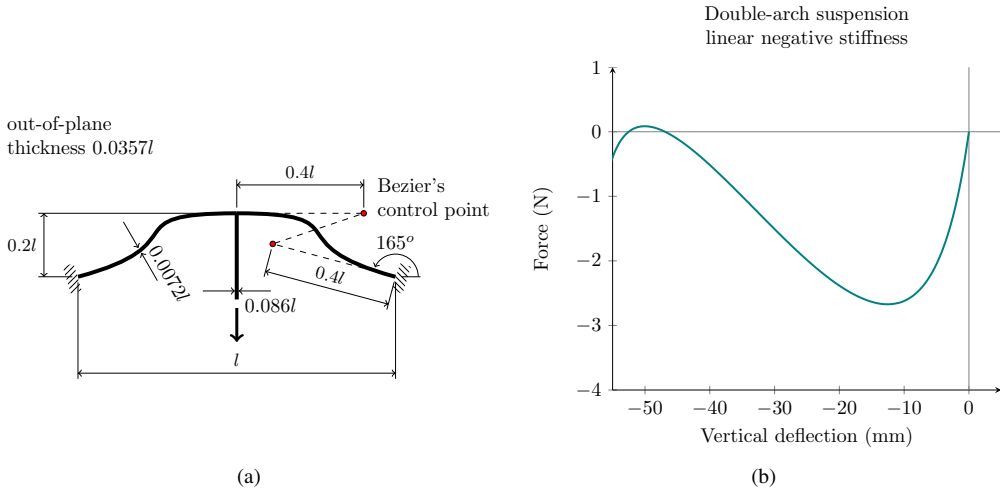 out-of-plane
thickness 0.0357l
0.4l
Bezier's
control point
0.2l
165°
0.0072l
0.4l
0.086l
l
(a)
Double-arch suspension
linear negative stiffness
1
0
−1
−2
−3
−4
Force (N)
−50 −40 −30 −20 −10 0
Vertical deflection (mm)
(b)